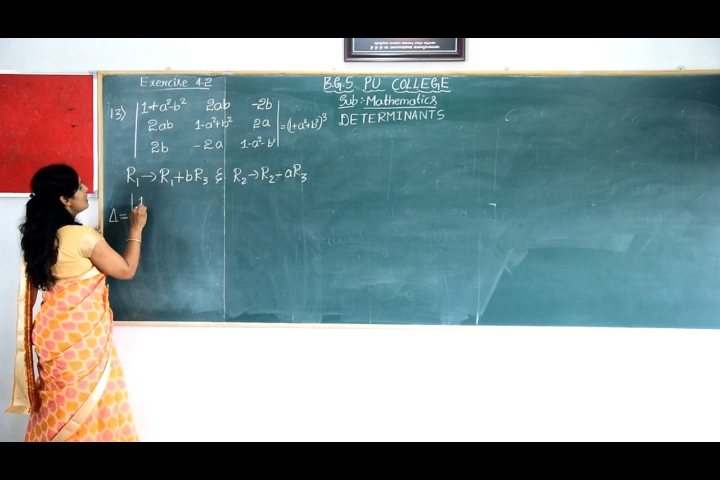 Exercise 4.2
B.G.S. PU COLLEGE
Sub: Mathematics
DETERMINANTS
13) | 1+a²-b² 2ab -2b |
| 2ab 1-a²+b² 2a | = (1+a²+b²)³
| 2b -2a 1-a²-b² |
R₁→R₁+bR₃ & R₂→R₂-aR₃
Δ= | 1